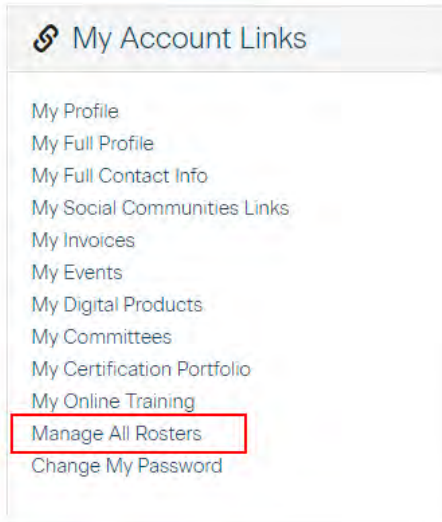 My Account Links
My Profile
My Full Profile
My Full Contact Info
My Social Communities Links
My Invoices
My Events
My Digital Products
My Committees
My Certification Portfolio
My Online Training
Manage All Rosters
Change My Password